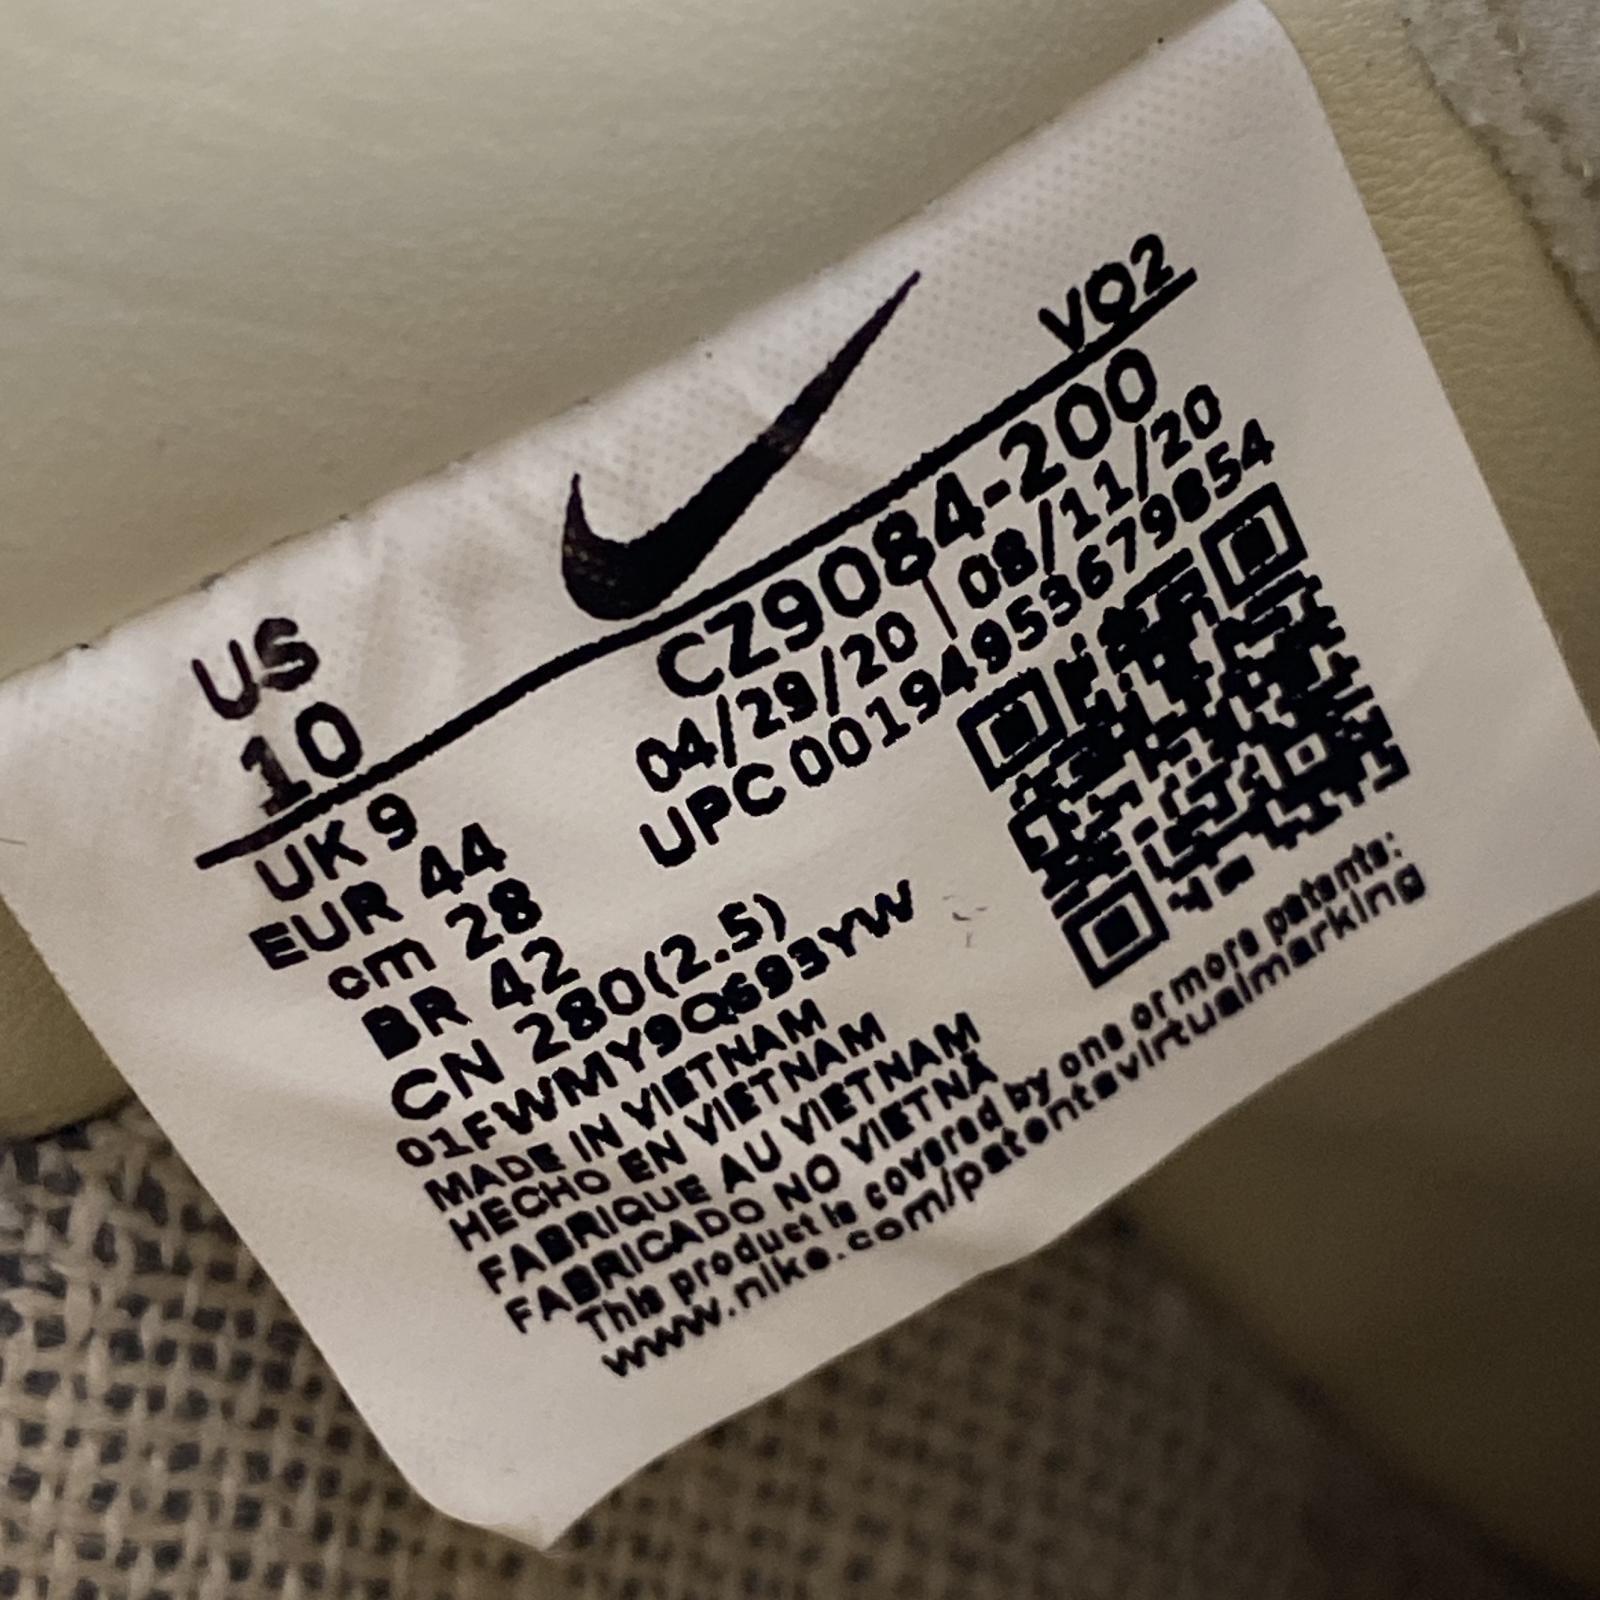 VQ2
US
10
CZ9084-200
04/29/20 | 08/11/20
UPC 00194953679854
UK 9
EUR 44
cm 28
BR 42
CN 280(2.5)
01FWMY9Q693YW
MADE IN VIETNAM
HECHO EN VIETNAM
FABRIQUE AU VIETNAM
FABRICADO NO VIETNÃ
This product is covered by one or more patents:
www.nike.com/patentsvirtualmarking